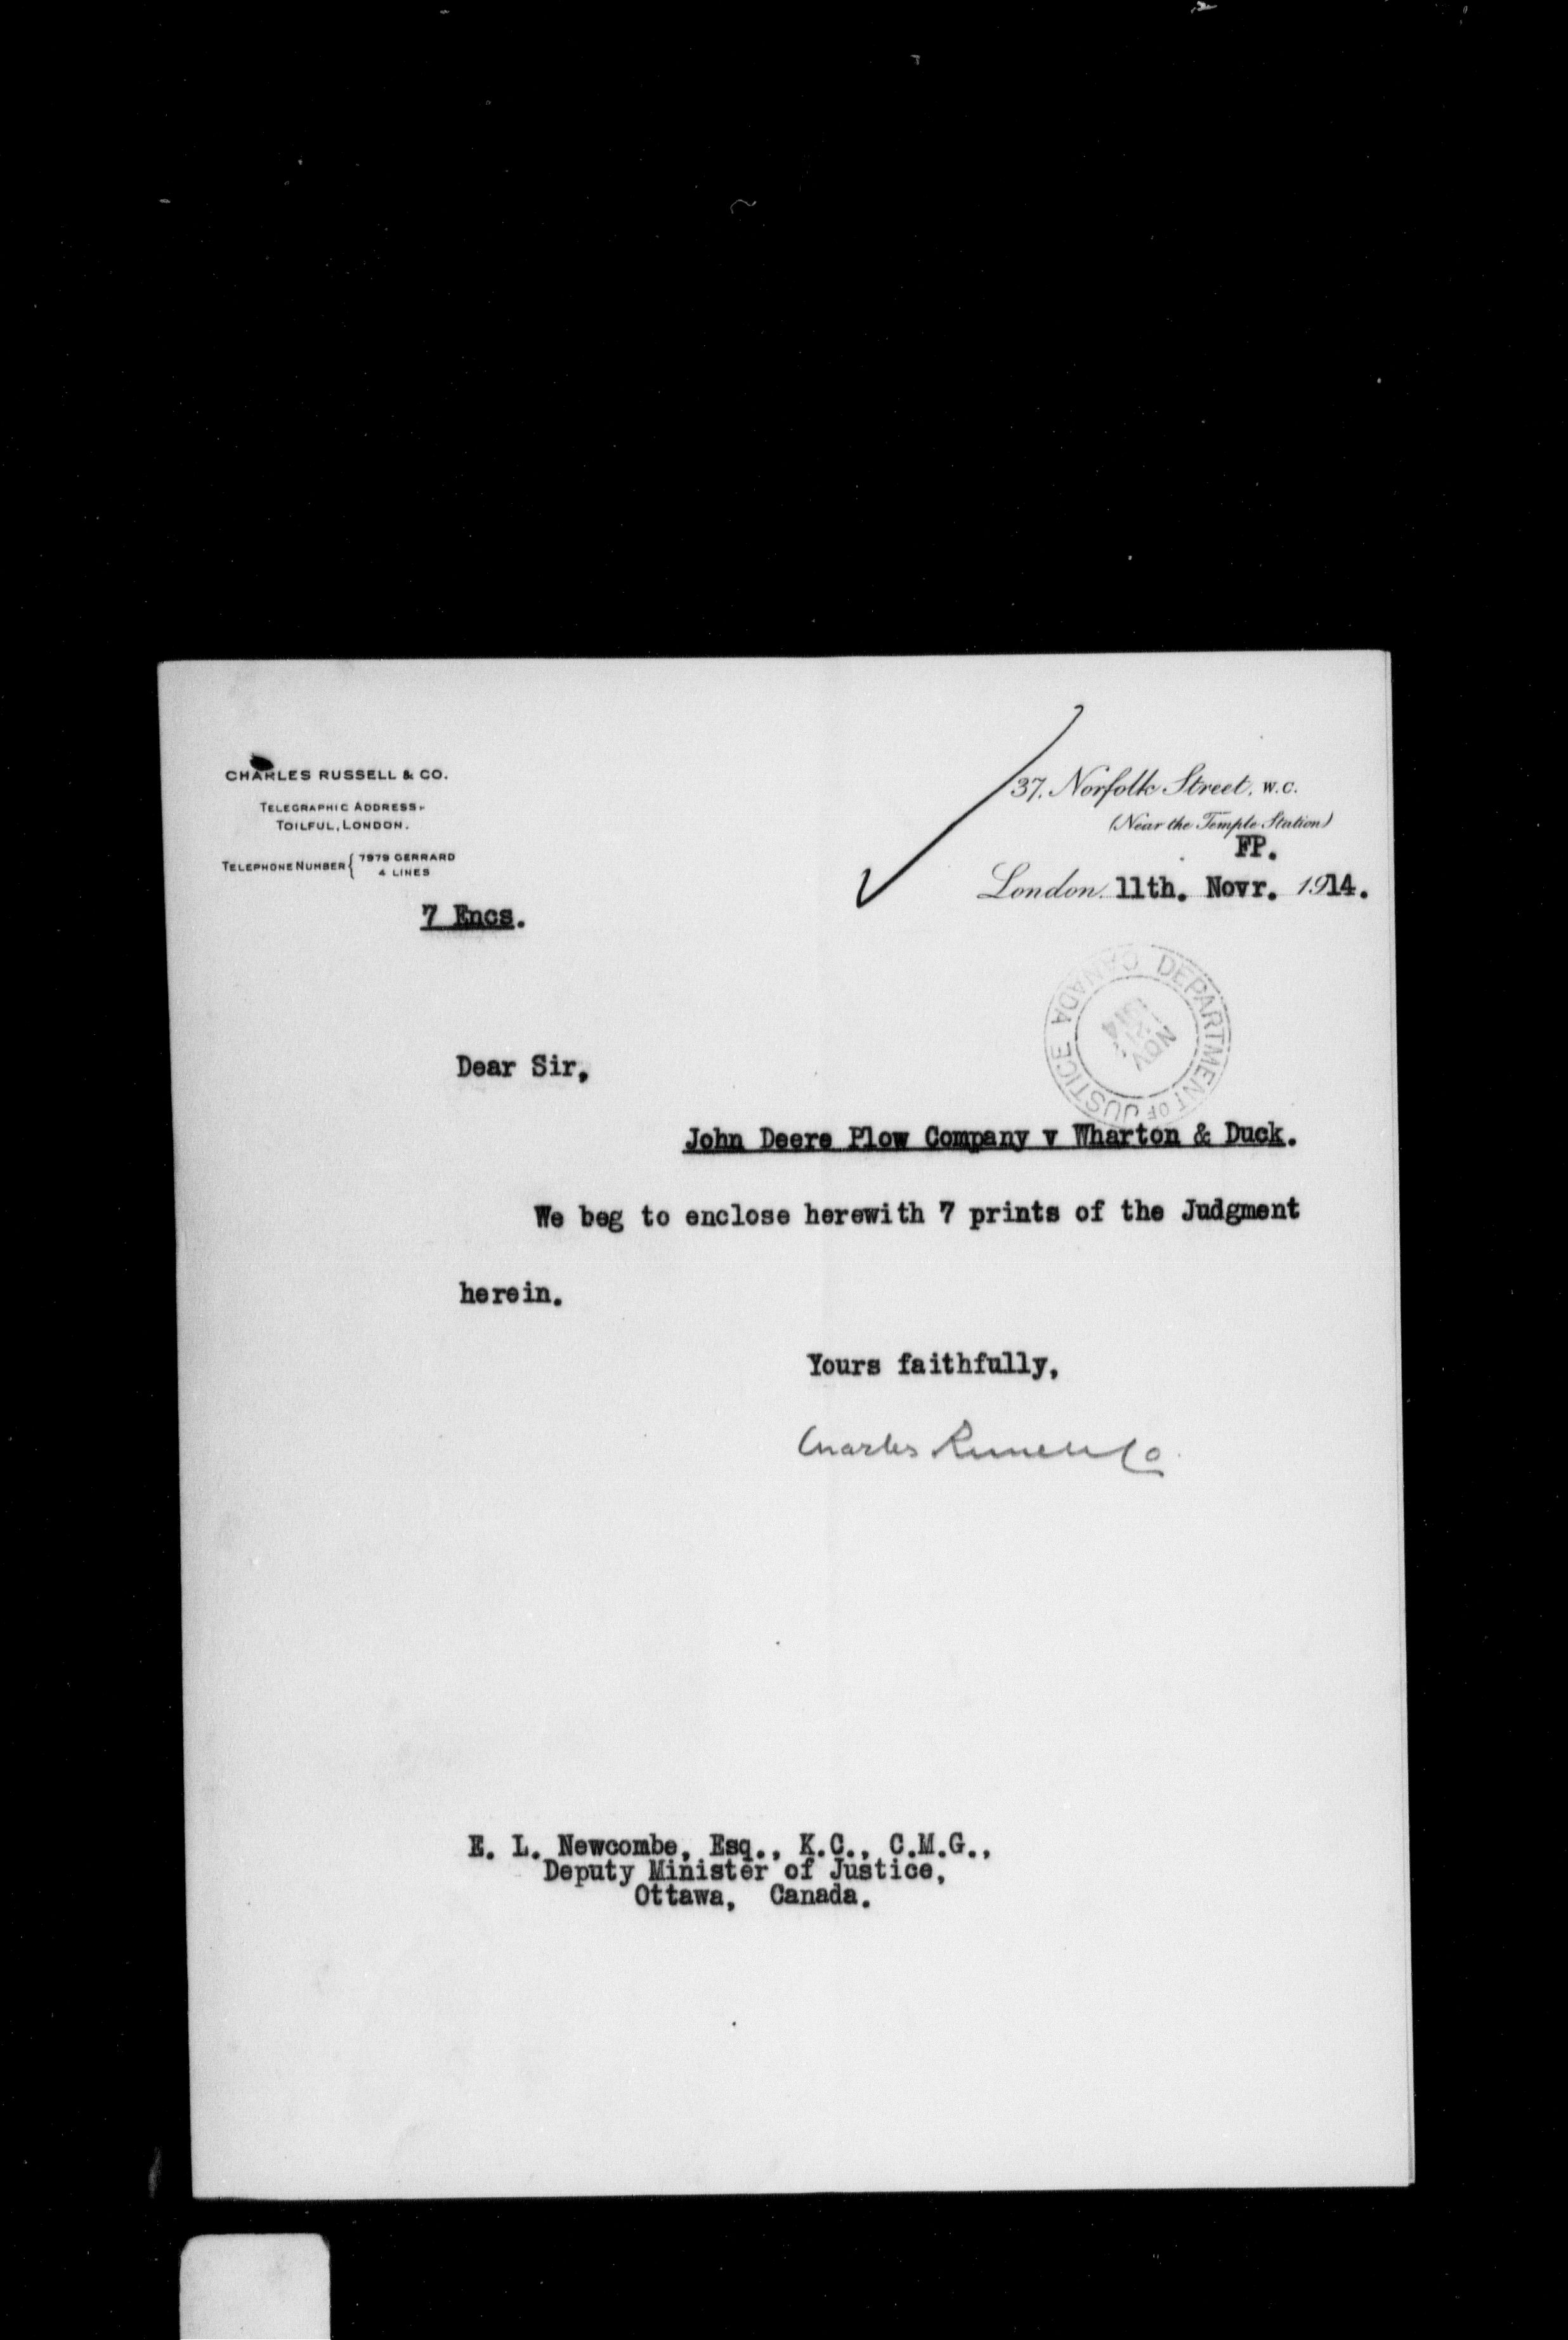 CHARLES RUSSELL & CO.
TELEGRAPHIC ADDRESS,
TOILFUL, LONDON.
TELEPHONE NUMBER { 7979 GERRARD
4 LINES
37, Norfolk Street, W.C.
(Near the Temple Station)
FP.
London, 11th. Novr. 1914.
7 Encs.
DEPARTMENT OF JUSTICE CANADA
NOV
1914
Dear Sir,
John Deere Plow Company v Wharton & Duck.
We beg to enclose herewith 7 prints of the Judgment
herein.
Yours faithfully,
Charles Russell & Co.
E. L. Newcombe, Esq., K.C., C.M.G.,
Deputy Minister of Justice,
Ottawa, Canada.